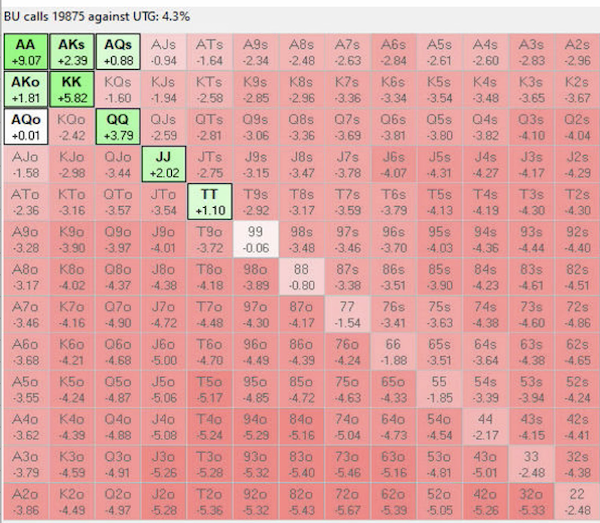 BU calls 19875 against UTG: 4.3%
AA AKs AQs AJs ATs A9s A8s A7s A6s A5s A4s A3s A2s
+9.07 +2.39 +0.88 -0.94 -1.64 -2.34 -2.48 -2.63 -2.84 -2.61 -2.60 -2.83 -2.96
AKo KK KQs KJs KTs K9s K8s K7s K6s K5s K4s K3s K2s
+1.81 +5.82 -1.60 -1.94 -2.58 -2.85 -2.96 -3.36 -3.34 -3.54 -3.48 -3.65 -3.67
AQo KQo QQ QJs QTs Q9s Q8s Q7s Q6s Q5s Q4s Q3s Q2s
+0.01 -2.42 +3.79 -2.59 -2.81 -3.06 -3.36 -3.69 -3.81 -3.80 -3.82 -4.10 -4.04
AJo KJo QJo JJ JTs J9s J8s J7s J6s J5s J4s J3s J2s
-1.58 -2.98 -3.44 +2.02 -2.75 -3.15 -3.47 -3.78 -4.07 -4.31 -4.27 -4.17 -4.29
ATo KTo QTo JTo TT T9s T8s T7s T6s T5s T4s T3s T2s
-2.36 -3.16 -3.57 -3.54 +1.10 -2.92 -3.17 -3.59 -3.79 -4.13 -4.19 -4.30 -4.30
A9o K9o Q9o J9o T9o 99 98s 97s 96s 95s 94s 93s 92s
-3.28 -3.90 -3.97 -4.01 -3.72 -0.06 -3.48 -3.46 -3.70 -4.03 -4.36 -4.44 -4.40
A8o K8o Q8o J8o T8o 98o 88 87s 86s 85s 84s 83s 82s
-3.17 -4.02 -4.37 -4.38 -4.18 -3.89 -0.80 -3.38 -3.51 -3.90 -4.23 -4.61 -4.51
A7o K7o Q7o J7o T7o 97o 87o 77 76s 75s 74s 73s 72s
-3.46 -4.16 -4.90 -4.72 -4.48 -4.30 -4.17 -1.54 -3.41 -3.63 -4.38 -4.60 -4.86
A6o K6o Q6o J6o T6o 96o 86o 76o 66 65s 64s 63s 62s
-3.68 -4.21 -4.68 -5.00 -4.70 -4.49 -4.39 -4.24 -1.88 -3.51 -3.64 -4.38 -4.65
A5o K5o Q5o J5o T5o 95o 85o 75o 65o 55 54s 53s 52s
-3.55 -4.24 -4.87 -5.06 -5.17 -4.85 -4.72 -4.63 -4.33 -1.85 -3.39 -3.94 -4.24
A4o K4o Q4o J4o T4o 94o 84o 74o 64o 54o 44 43s 42s
-3.62 -4.39 -4.88 -5.08 -5.24 -5.29 -5.16 -5.04 -4.73 -4.54 -2.17 -4.15 -4.41
A3o K3o Q3o J3o T3o 93o 83o 73o 63o 53o 43o 33 32s
-3.79 -4.59 -4.91 -5.26 -5.28 -5.32 -5.40 -5.46 -5.16 -4.81 -5.01 -2.48 -4.38
A2o K2o Q2o J2o T2o 92o 82o 72o 62o 52o 42o 32o 22
-3.86 -4.49 -4.97 -5.28 -5.36 -5.32 -5.43 -5.67 -5.39 -5.05 -5.26 -5.33 -2.48